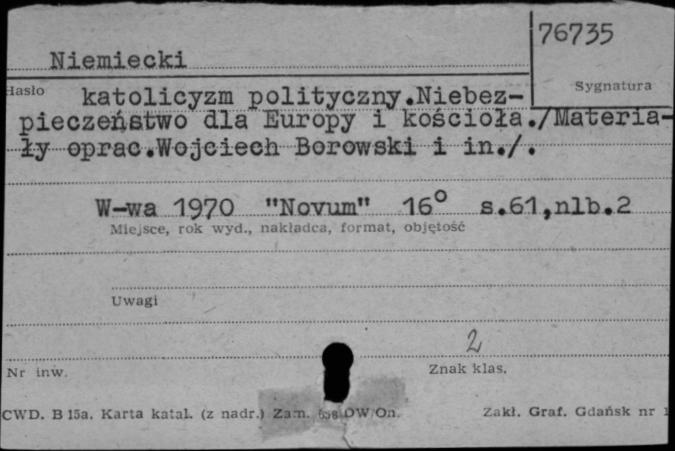 76735
Niemiecki
Hasło
Sygnatura
katolicyzm polityczny.Niebez-
pieczeństwo dla Europy i kościoła./Materia-
ły oprac.Wojciech Borowski i in./.
W-wa 1970 "Novum" 16° s.61,nlb.2
Miejsce, rok wyd., nakładca, format, objętość
Uwagi
2
Nr inw.
Znak klas.
CWD. B 15a. Karta katal. (z nadr.) Zam. OW/On. Zakł. Graf. Gdańsk nr